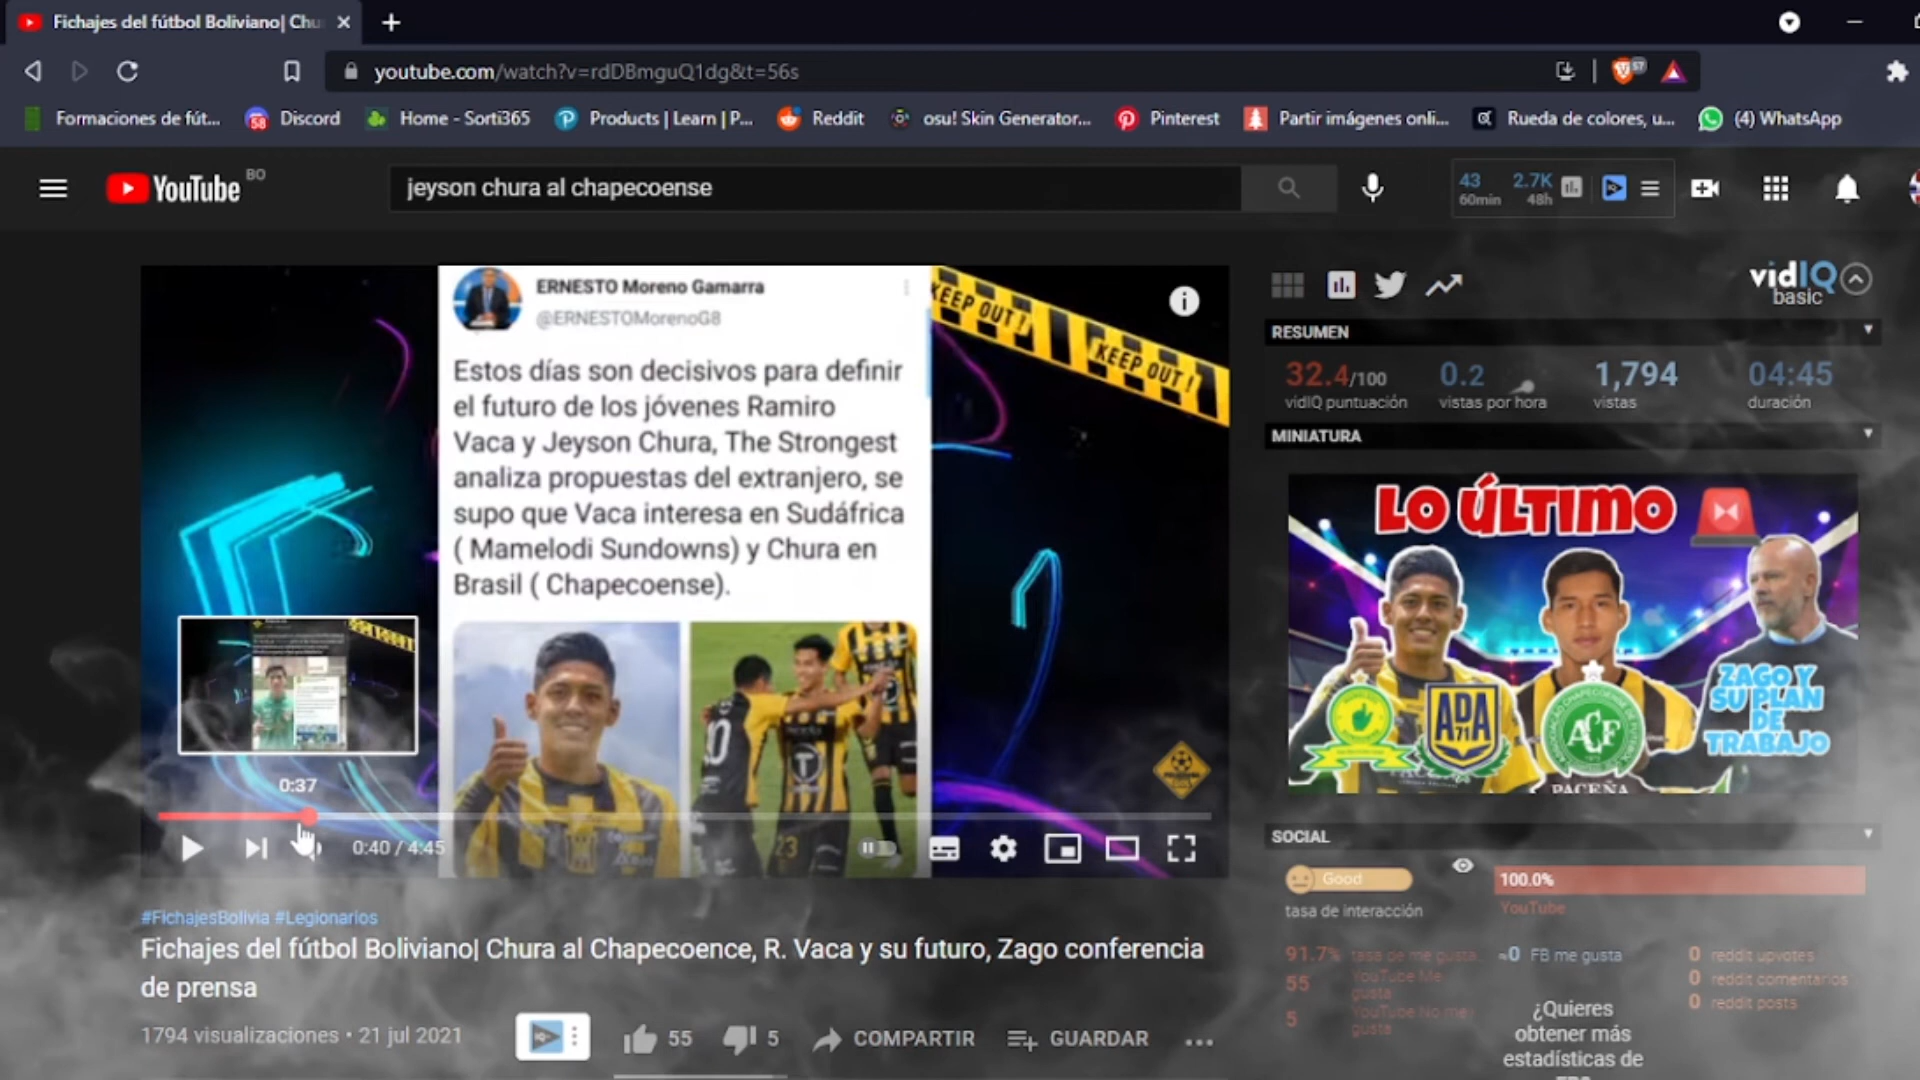 Fichajes del fútbol Boliviano| Chu
youtube.com/watch?v=rdDBmguQ1dg&t=56s
57
Formaciones de fút...
58
Discord
Home - Sorti365
Products | Learn | P...
Reddit
osu! Skin Generator...
Pinterest
Partir imágenes onli...
Rueda de colores, u...
(4) WhatsApp
YouTube BO
jeyson chura al chapecoense
43 2.7K
60min 48h
ERNESTO Moreno Gamarra
@ERNESTOMorenoG8
Estos días son decisivos para definir
el futuro de los jóvenes Ramiro
Vaca y Jeyson Chura, The Strongest
analiza propuestas del extranjero, se
supo que Vaca interesa en Sudáfrica
( Mamelodi Sundowns) y Chura en
Brasil ( Chapecoense).
KEEP OUT!
KEEP OUT!
23
0:37
0:40 / 4:45
vidIQ
basic
RESUMEN
32.4/100 0.2 1,794 04:45
vidIQ puntuación vistas por hora vistas duración
MINIATURA
LO ÚLTIMO
ZAGO Y
SU PLAN
DE
TRABAJO
ADA
71
ACF
PACEÑA
SOCIAL
Good
tasa de interacción
100.0%
YouTube
91.7% tasa de me gusta
55 YouTube Me
gusta
5 YouTube No me
gusta
≈0 FB me gusta
0 reddit upvotes
0 reddit comentarios
0 reddit posts
¿Quieres
obtener más
estadísticas de
#FichajesBolivia #Legionarios
Fichajes del fútbol Boliviano| Chura al Chapecoence, R. Vaca y su futuro, Zago conferencia
de prensa
1794 visualizaciones • 21 jul 2021
55
5
COMPARTIR
GUARDAR